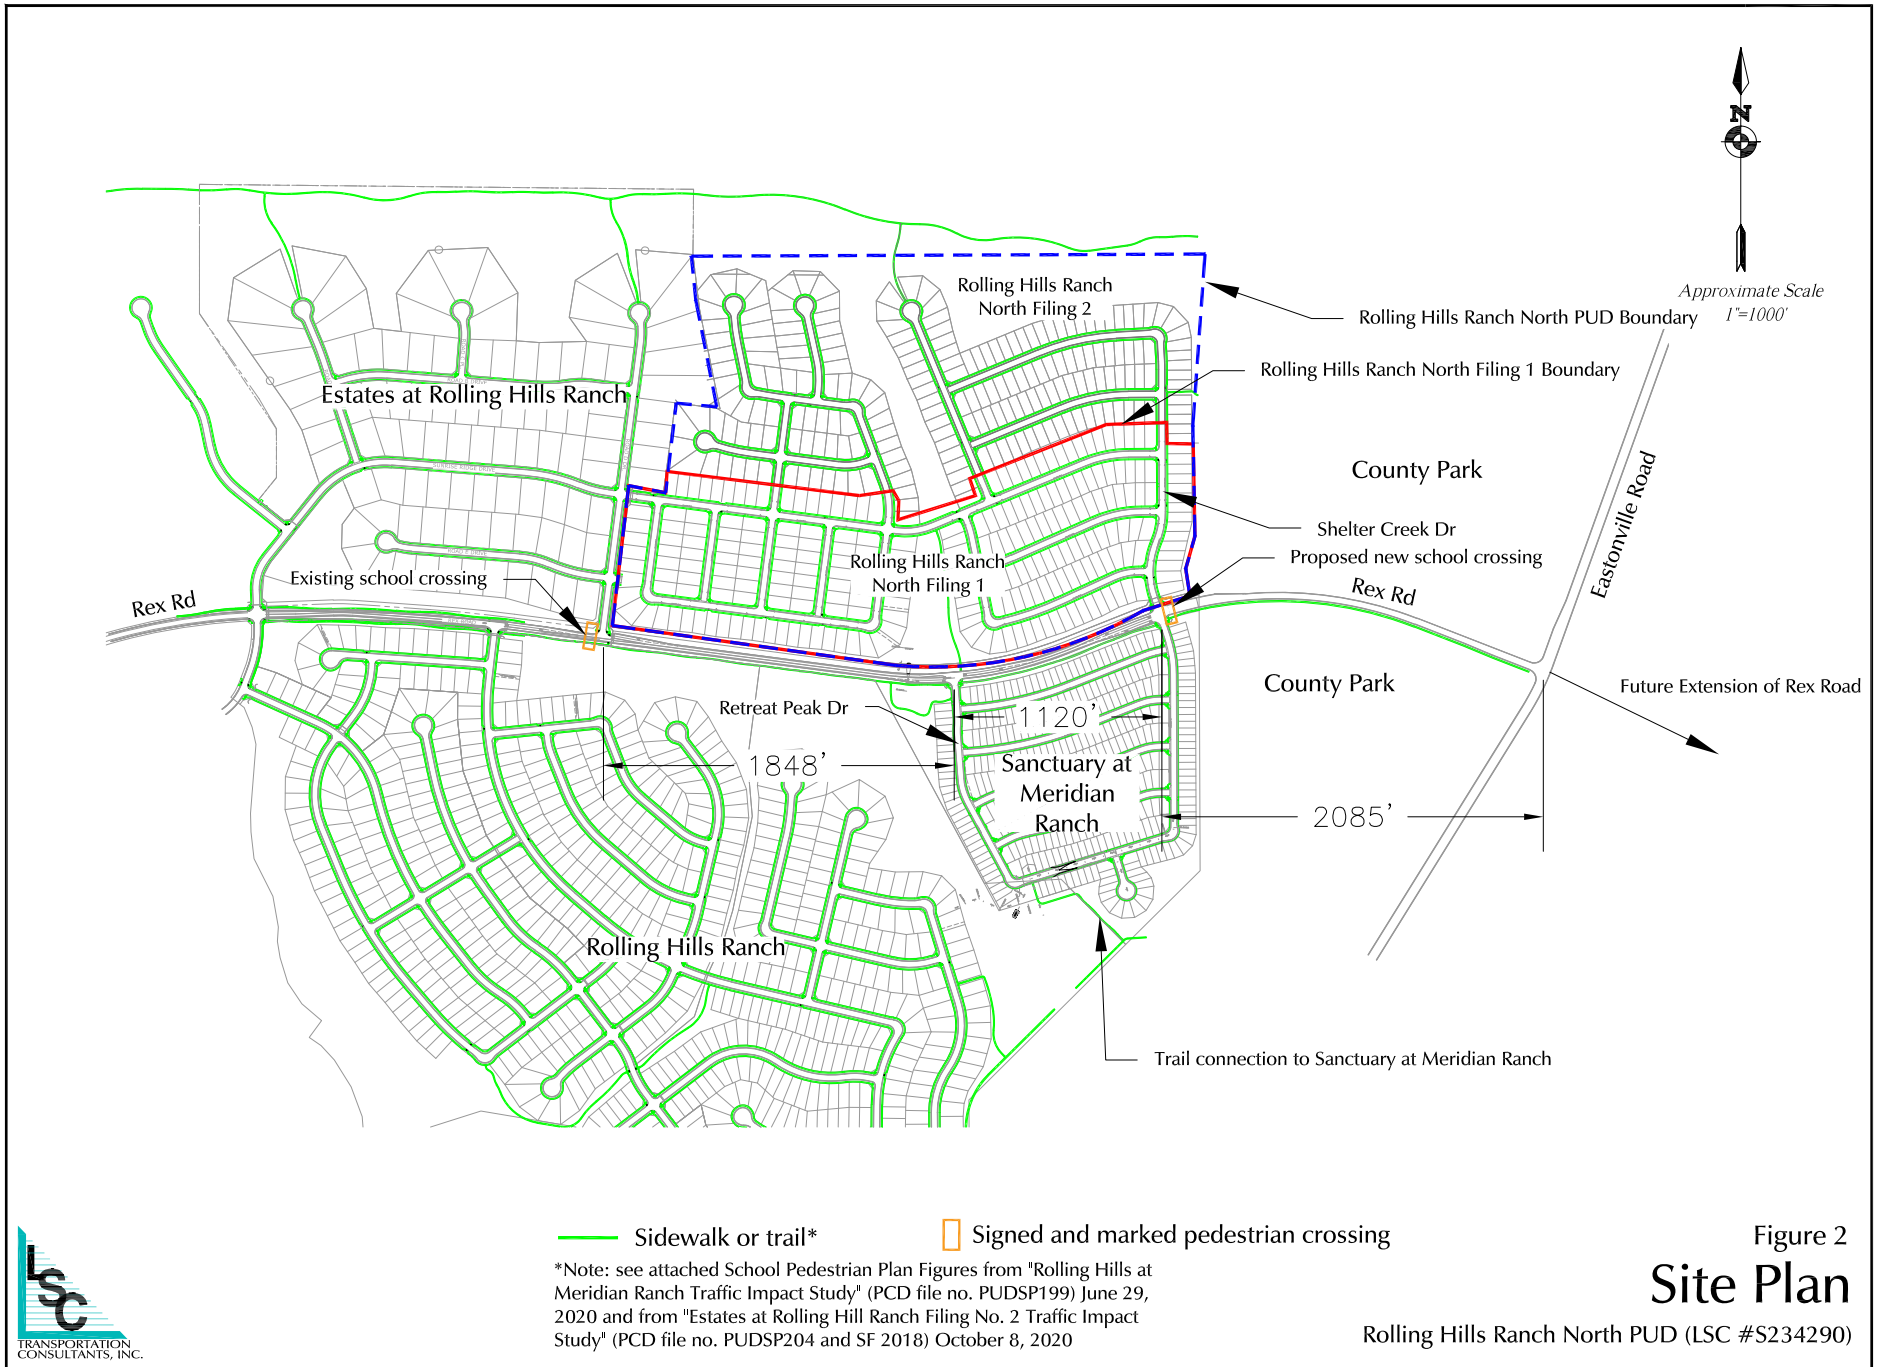 N
Approximate Scale
1"=1000'
Rolling Hills Ranch
North Filing 2
Rolling Hills Ranch North PUD Boundary
Rolling Hills Ranch North Filing 1 Boundary
Estates at Rolling Hills Ranch
SUNRISE RIDGE DRIVE
County Park
Eastonville Road
Shelter Creek Dr
Proposed new school crossing
Rolling Hills Ranch
North Filing 1
Existing school crossing
Rex Rd
Rex Rd
County Park
Future Extension of Rex Road
Retreat Peak Dr
1120'
1848'
Sanctuary at
Meridian
Ranch
2085'
Rolling Hills Ranch
Trail connection to Sanctuary at Meridian Ranch
Sidewalk or trail*
Signed and marked pedestrian crossing
*Note: see attached School Pedestrian Plan Figures from "Rolling Hills at
Meridian Ranch Traffic Impact Study" (PCD file no. PUDSP199) June 29,
2020 and from "Estates at Rolling Hill Ranch Filing No. 2 Traffic Impact
Study" (PCD file no. PUDSP204 and SF 2018) October 8, 2020
Figure 2
Site Plan
Rolling Hills Ranch North PUD (LSC #S234290)
LSC
TRANSPORTATION
CONSULTANTS, INC.